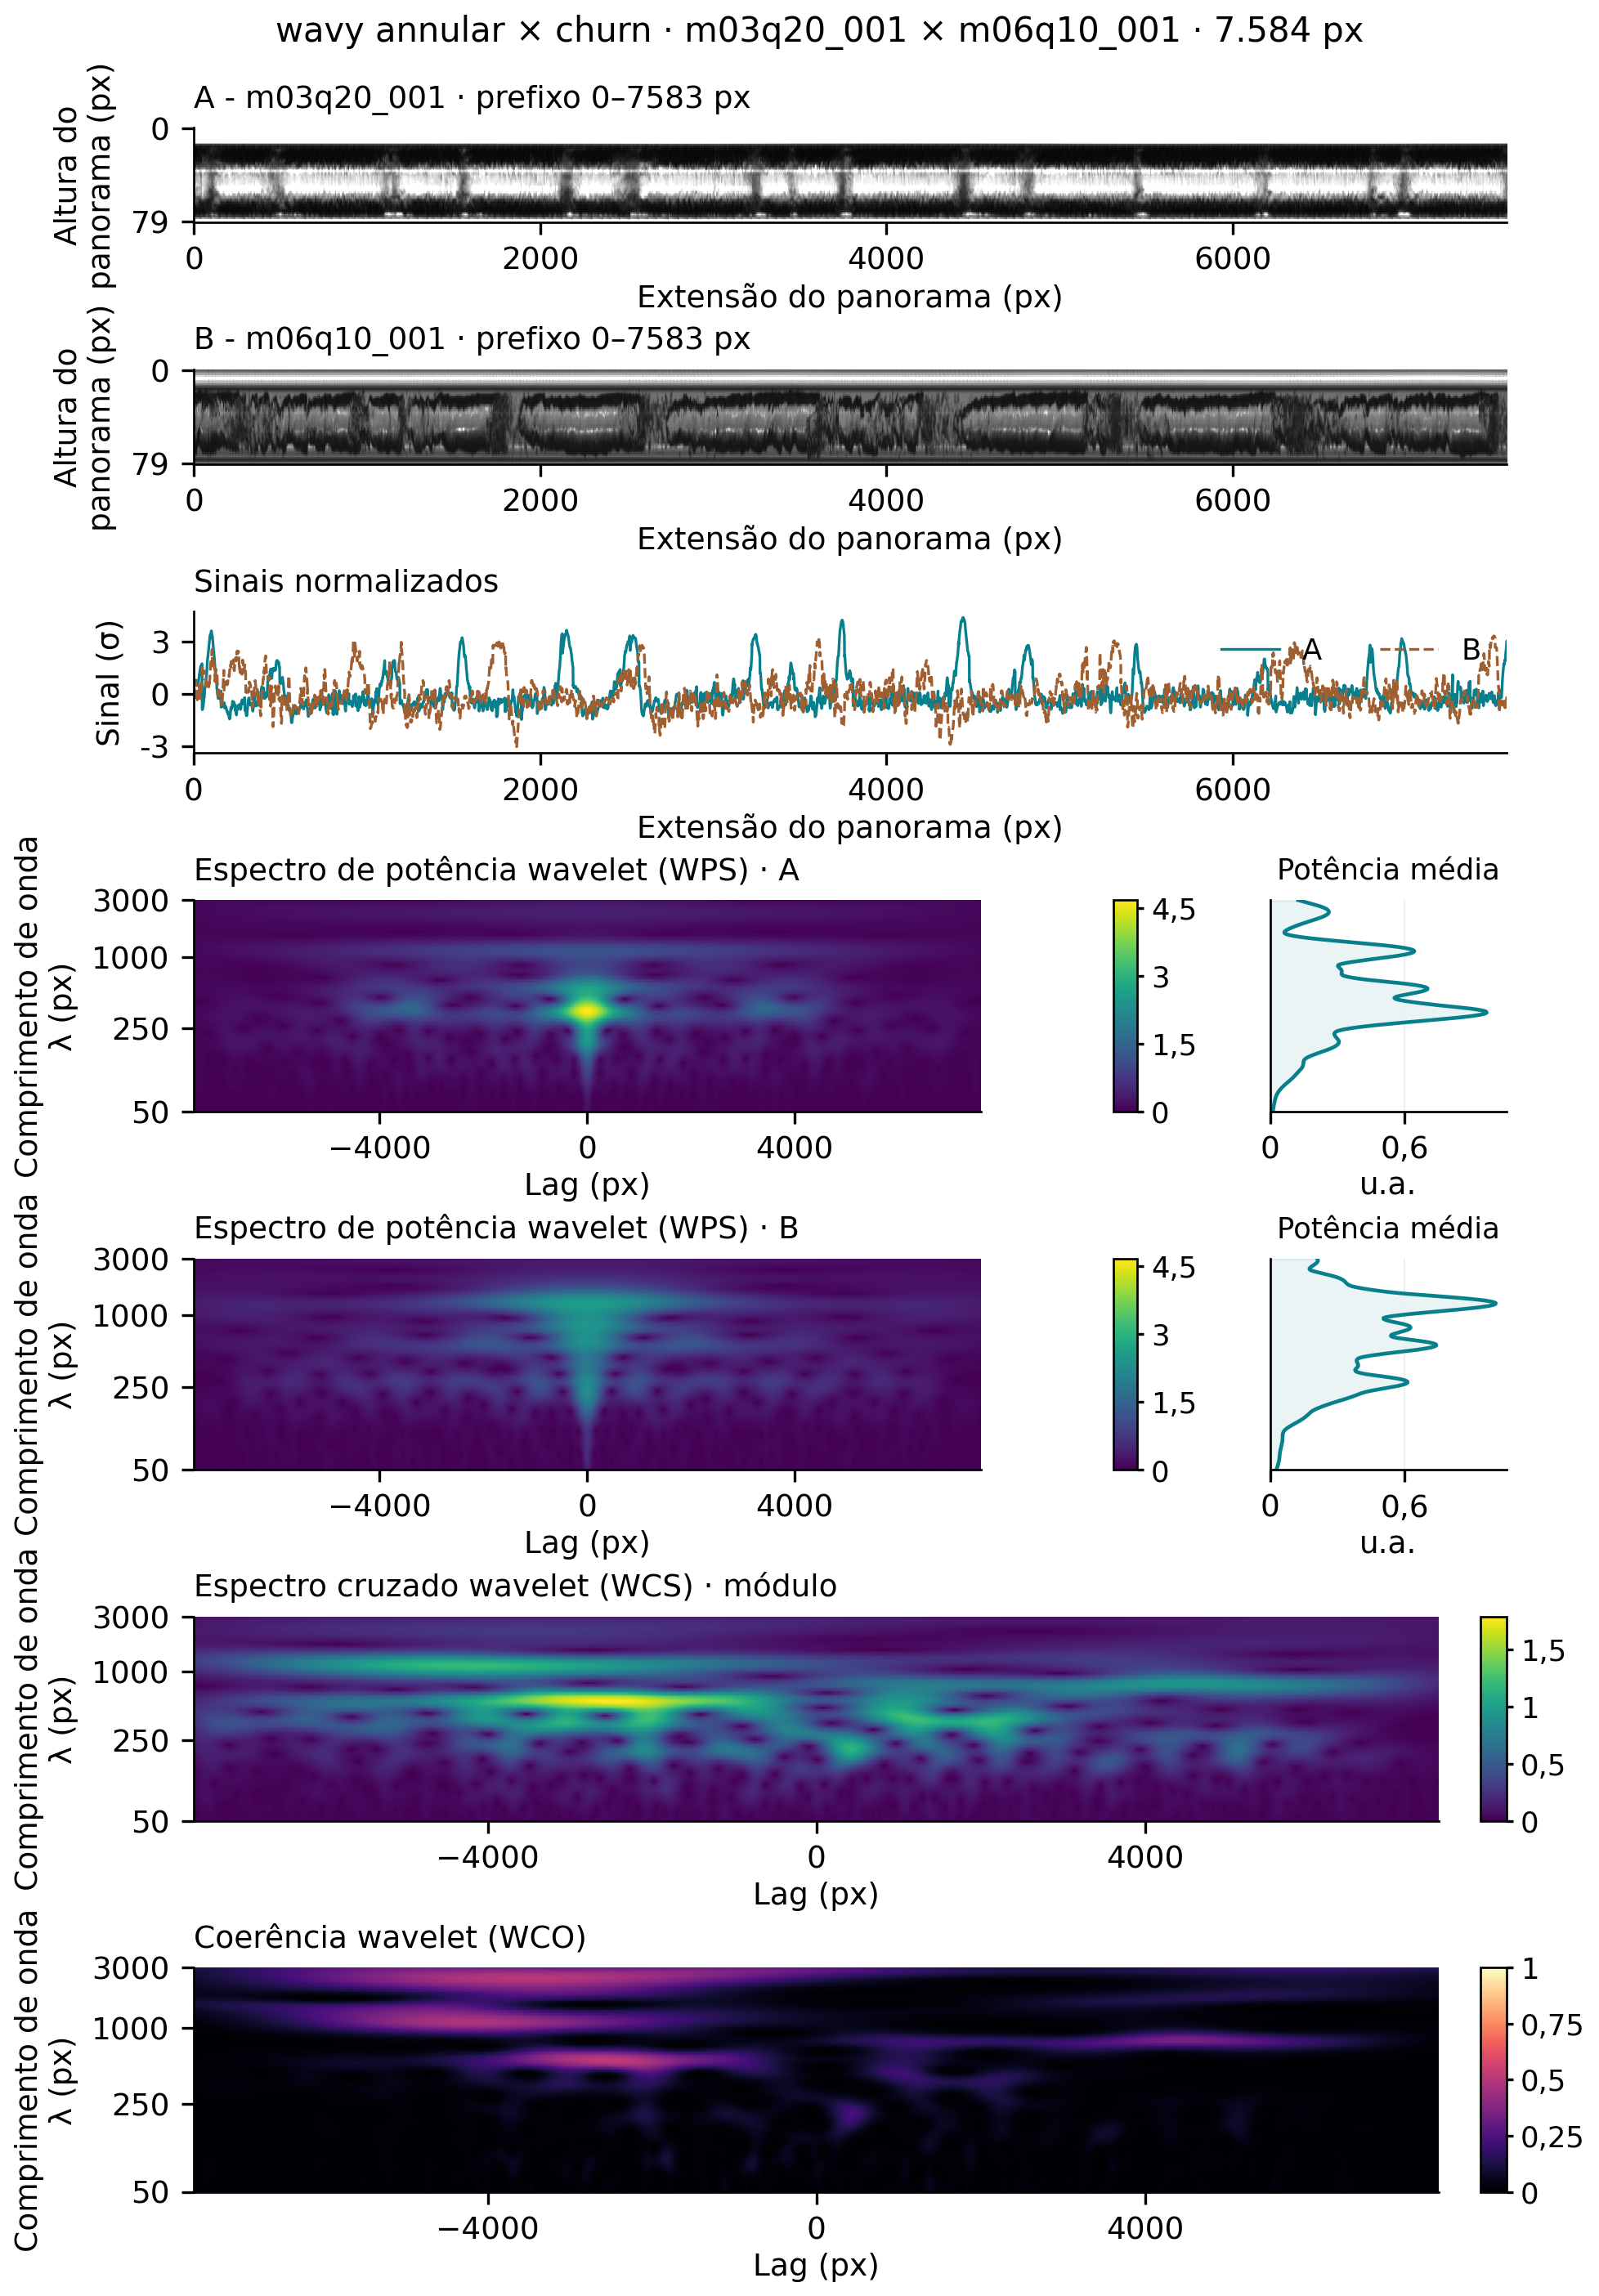 wavy annular × churn · m03q20_001 × m06q10_001 · 7.584 px
A - m03q20_001 · prefixo 0–7583 px
Altura do
panorama (px)
0
79
0 2000 4000 6000
Extensão do panorama (px)
B - m06q10_001 · prefixo 0–7583 px
Altura do
panorama (px)
0
79
0 2000 4000 6000
Extensão do panorama (px)
Sinais normalizados
Sinal (σ)
3
0
-3
A B
0 2000 4000 6000
Extensão do panorama (px)
Espectro de potência wavelet (WPS) · A
Comprimento de onda
λ (px)
3000
1000
250
50
−4000 0 4000
Lag (px)
4,5
3
1,5
0
Potência média
0 0,6
u.a.
Espectro de potência wavelet (WPS) · B
Comprimento de onda
λ (px)
3000
1000
250
50
−4000 0 4000
Lag (px)
4,5
3
1,5
0
Potência média
0 0,6
u.a.
Espectro cruzado wavelet (WCS) · módulo
Comprimento de onda
λ (px)
3000
1000
250
50
−4000 0 4000
Lag (px)
1,5
1
0,5
0
Coerência wavelet (WCO)
Comprimento de onda
λ (px)
3000
1000
250
50
−4000 0 4000
Lag (px)
1
0,75
0,5
0,25
0